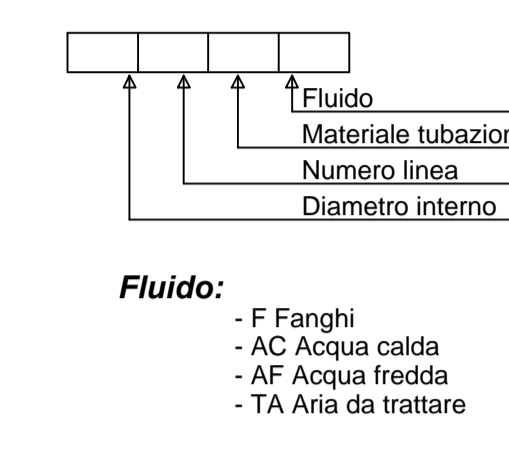 Fluido
Materiale tubazion
Numero linea
Diametro interno
Fluido:
- F Fanghi
- AC Acqua calda
- AF Acqua fredda
- TA Aria da trattare